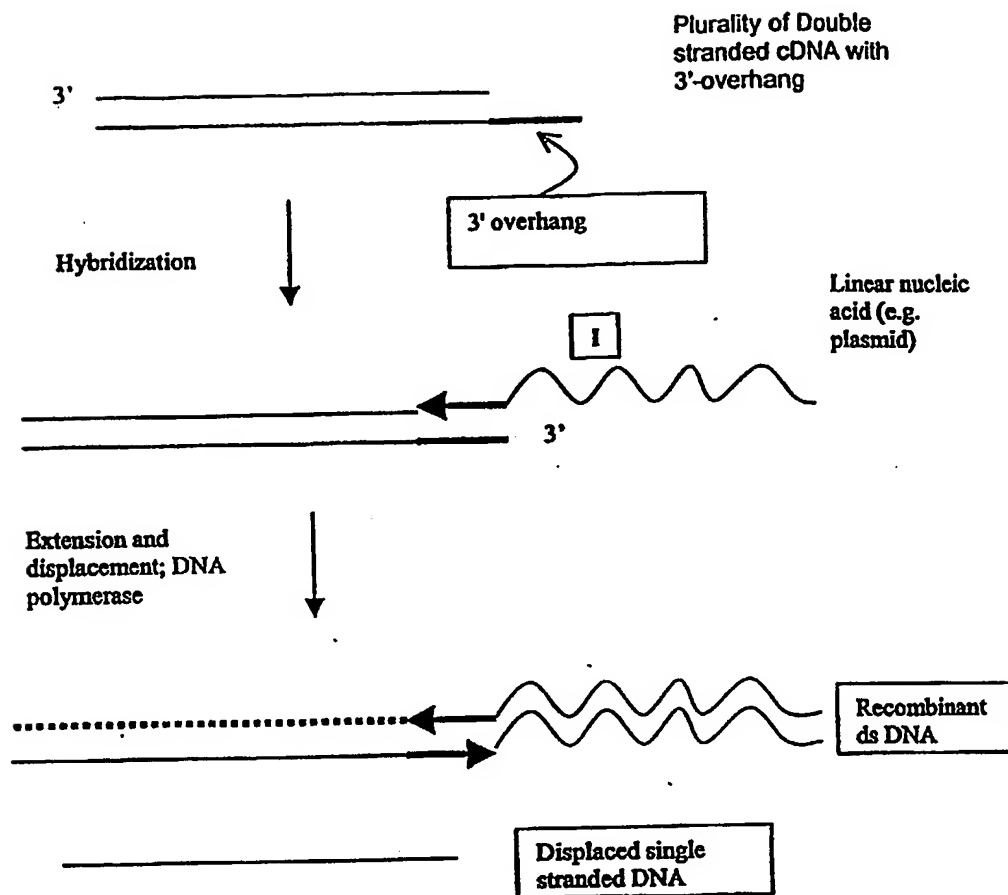 Plurality of Double
stranded cDNA with
3'-overhang
3'
3' overhang
Hybridization
Linear nucleic
acid (e.g.
plasmid)
I
3'
Extension and
displacement; DNA
polymerase
Recombinant
ds DNA
Displaced single
stranded DNA